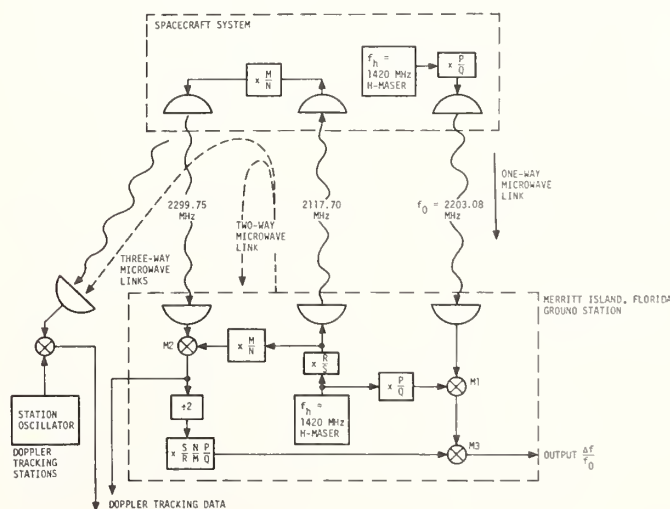 SPACECRAFT SYSTEM
× M/N
f_h =
1420 MHz
H-MASER
× P/Q
2299.75
MHz
2117.70
MHz
f_0 = 2203.08
MHz
ONE-WAY
MICROWAVE
LINK
TWO-WAY
MICROWAVE
LINK
THREE-WAY
MICROWAVE
LINKS
MERRITT ISLAND, FLORIDA
GROUND STATION
M2
× M/N
× R/S
× P/Q
M1
÷2
f_h =
1420 MHz
H-MASER
STATION
OSCILLATOR
DOPPLER
TRACKING
STATIONS
× S/R N/M P/Q
M3
OUTPUT Δf/f_0
DOPPLER TRACKING DATA